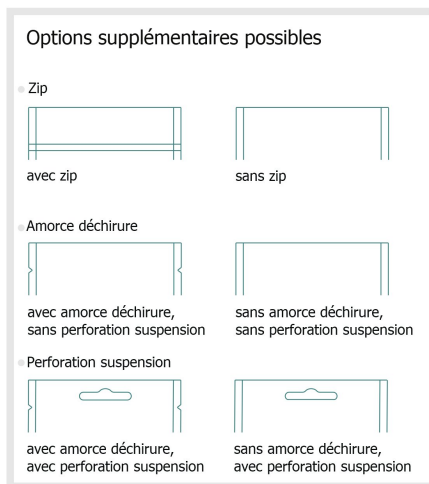 Options supplémentaires possibles
Zip
avec zip
sans zip
Amorce déchirure
avec amorce déchirure,
sans perforation suspension
sans amorce déchirure,
sans perforation suspension
Perforation suspension
avec amorce déchirure,
avec perforation suspension
sans amorce déchirure,
avec perforation suspension